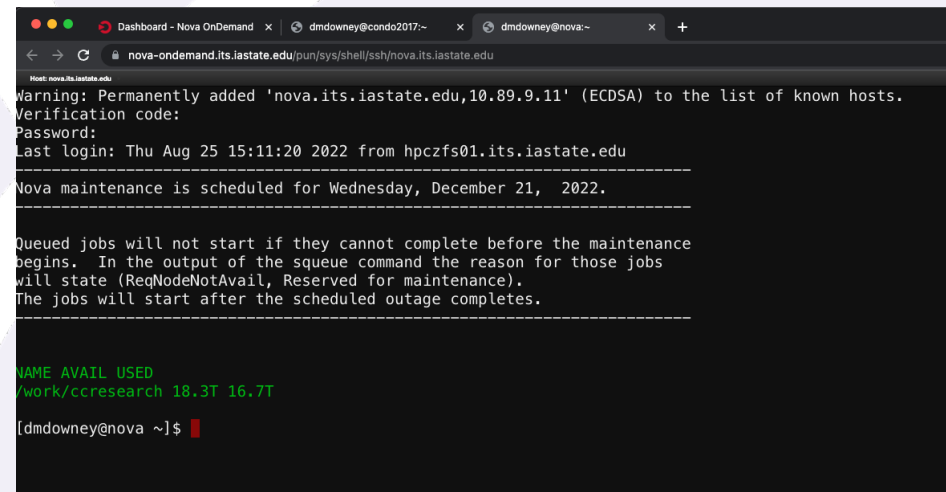 Dashboard - Nova OnDemand
dmdowney@condo2017:~
dmdowney@nova:~
nova-ondemand.its.iastate.edu/pun/sys/shell/ssh/nova.its.iastate.edu
Host: nova.its.iastate.edu
Warning: Permanently added 'nova.its.iastate.edu,10.89.9.11' (ECDSA) to the list of known hosts.
Verification code:
Password:
Last login: Thu Aug 25 15:11:20 2022 from hpczfs01.its.iastate.edu
-------------------------------------------------------------------------
Nova maintenance is scheduled for Wednesday, December 21,  2022.
-------------------------------------------------------------------------
Queued jobs will not start if they cannot complete before the maintenance
begins.  In the output of the squeue command the reason for those jobs
will state (ReqNodeNotAvail, Reserved for maintenance).
The jobs will start after the scheduled outage completes.
-------------------------------------------------------------------------
NAME AVAIL USED
/work/ccresearch 18.3T 16.7T
[dmdowney@nova ~]$